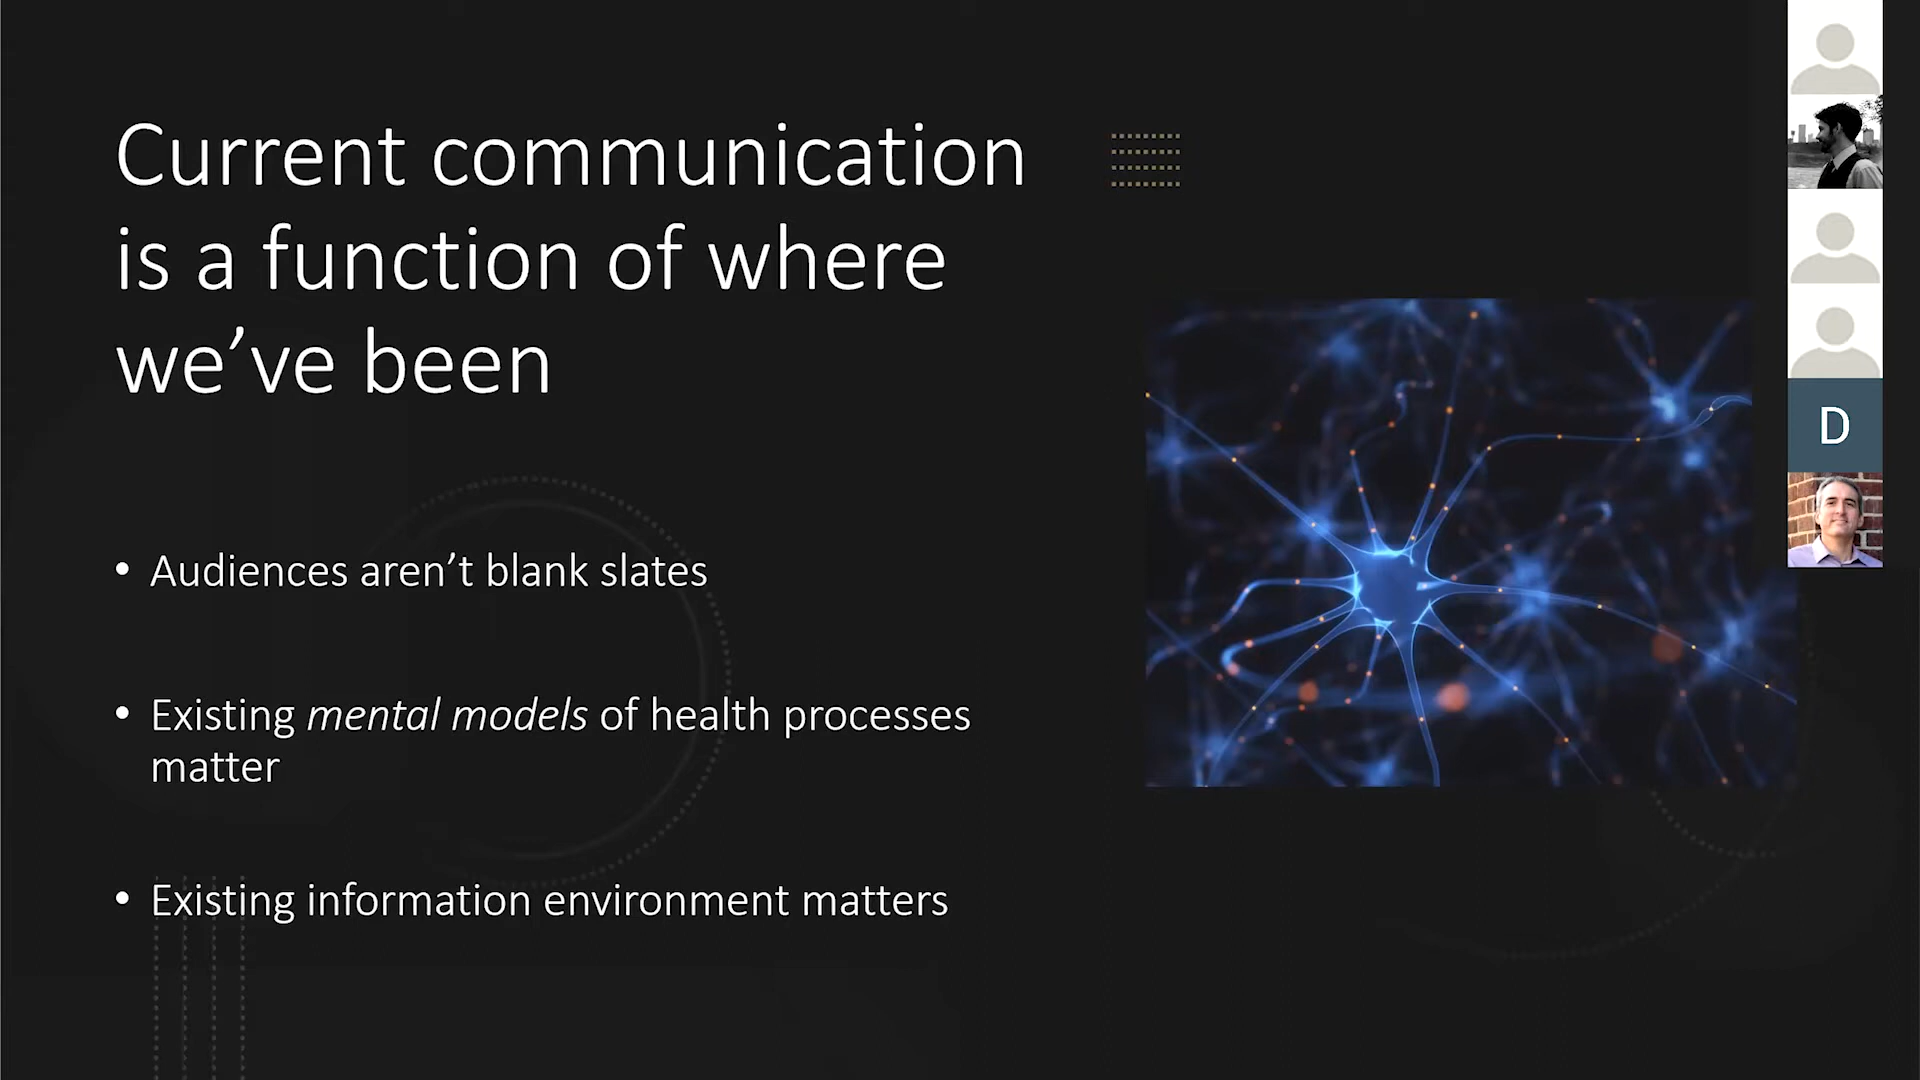 Current communication
is a function of where
we’ve been
• Audiences aren’t blank slates
• Existing mental models of health processes
matter
• Existing information environment matters
D